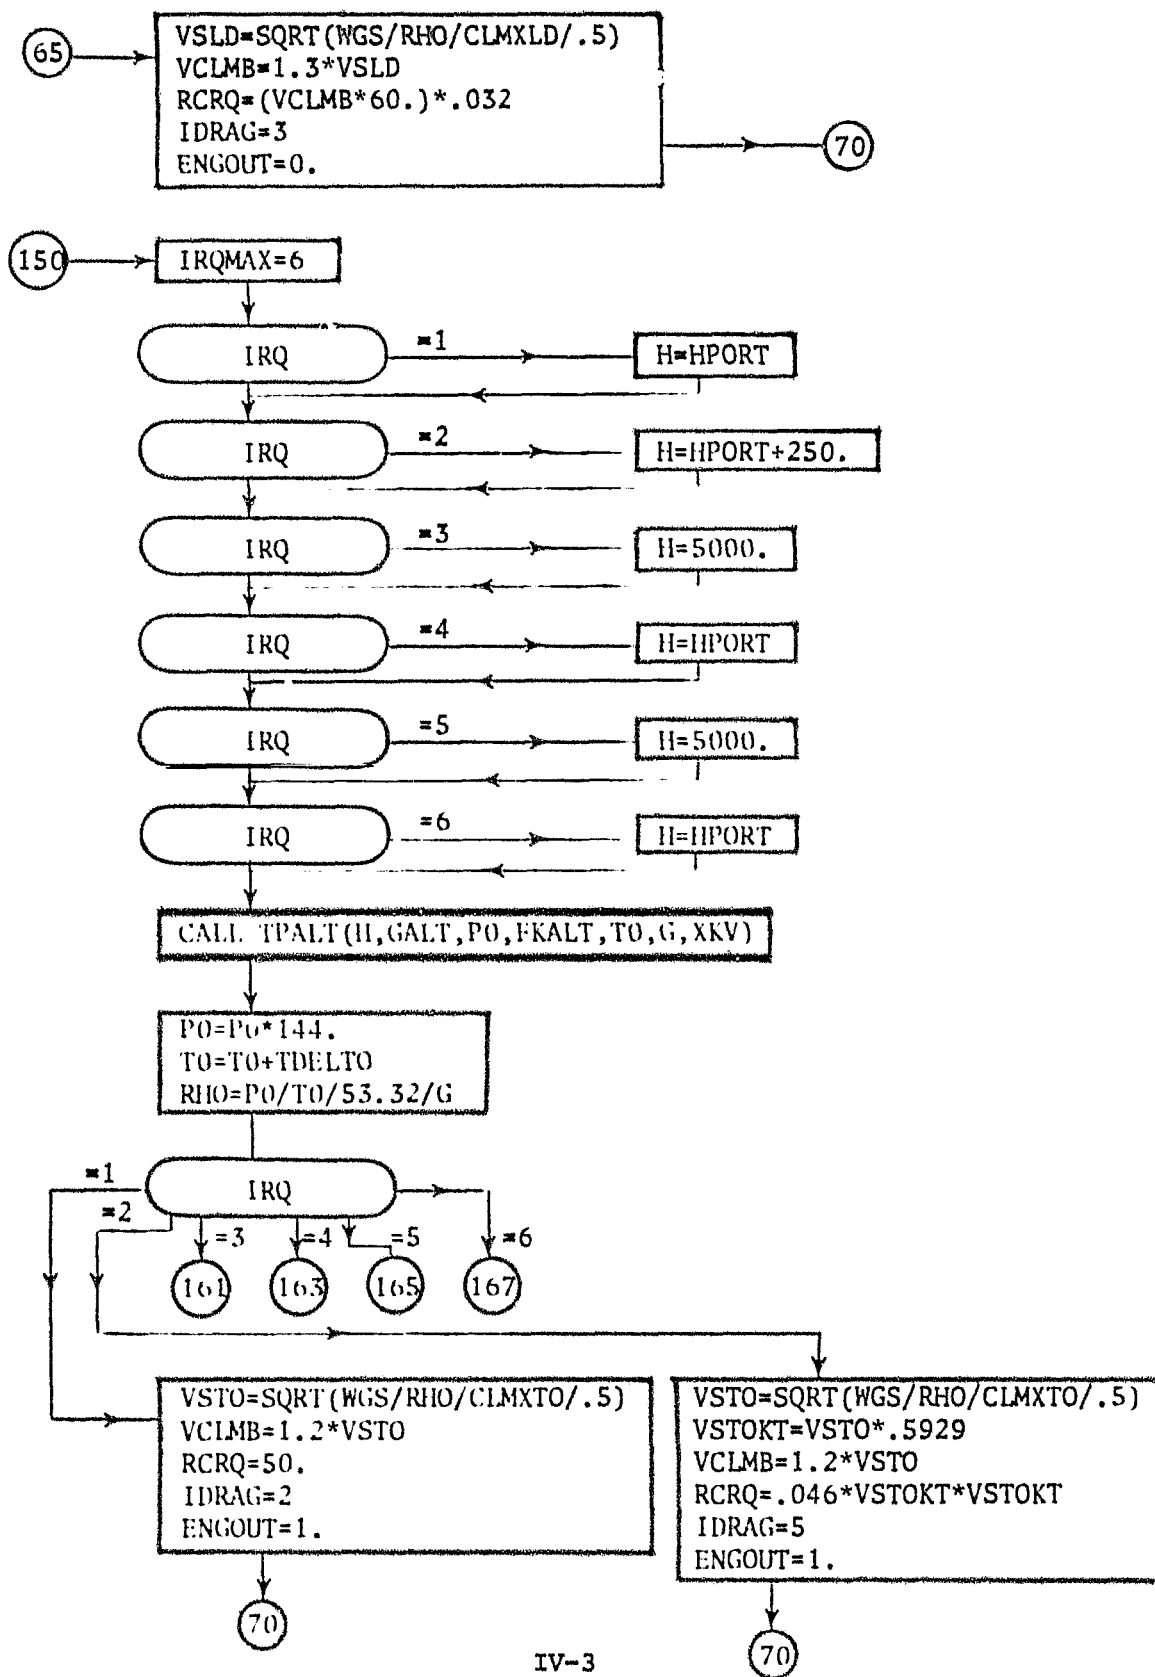 65
VSLD=SQRT(WGS/RHO/CLMXLD/.5)
VCLMB=1.3*VSLD
RCRQ=(VCLMB*60.)*.032
IDRAG=3
ENGOUT=0.
70
150
IRQMAX=6
IRQ
=1
H=HPORT
IRQ
=2
H=HPORT+250.
IRQ
=3
H=5000.
IRQ
=4
H=HPORT
IRQ
=5
H=5000.
IRQ
=6
H=HPORT
CALL TPALT(H,GALT,PO,FKALT,TO,G,XKV)
PO=PO*144.
TO=TO+TDELTO
RHO=PO/TO/53.32/G
=1
IRQ
=2
=3
=4
=5
=6
161
163
165
167
VSTO=SQRT(WGS/RHO/CLMXTO/.5)
VCLMB=1.2*VSTO
RCRQ=50.
IDRAG=2
ENGOUT=1.
70
VSTO=SQRT(WGS/RHO/CLMXTO/.5)
VSTOKT=VSTO*.5929
VCLMB=1.2*VSTO
RCRQ=.046*VSTOKT*VSTOKT
IDRAG=5
ENGOUT=1.
70
IV-3